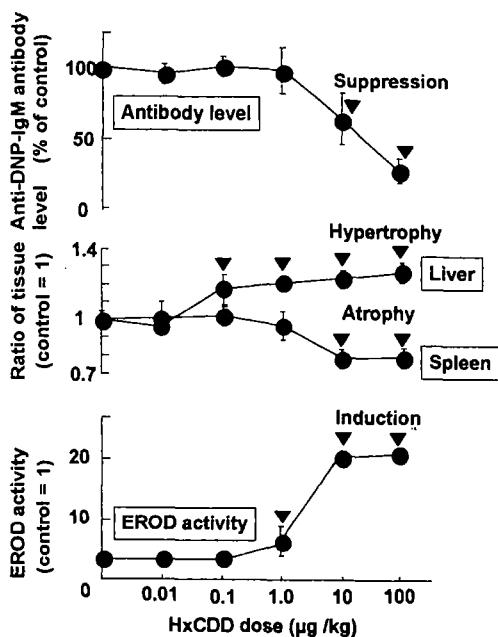 Anti-DNP-IgM antibody
level
(% of control)
100
50
0
Suppression
Antibody level
Ratio of tissue
(control = 1)
1.4
1
0.7
Hypertrophy
Liver
Atrophy
Spleen
EROD activity
(control = 1)
20
10
0
Induction
EROD activity
0.01 0.1 1.0 10 100
HxCDD dose (μg /kg)